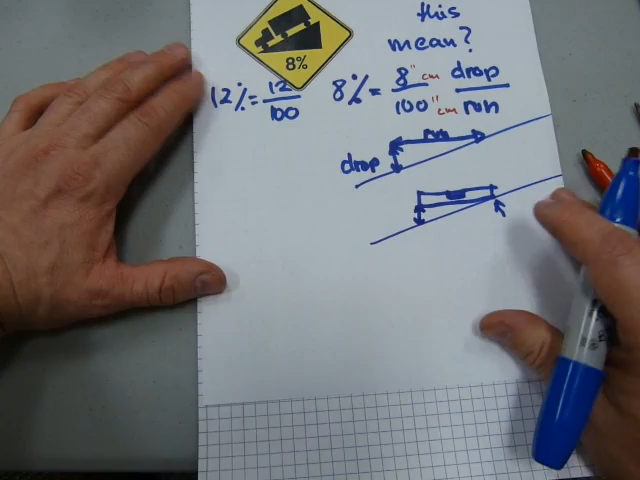 this
mean?
8%
12%=12/100 8%= 8" cm/100" cm drop/run
run
drop